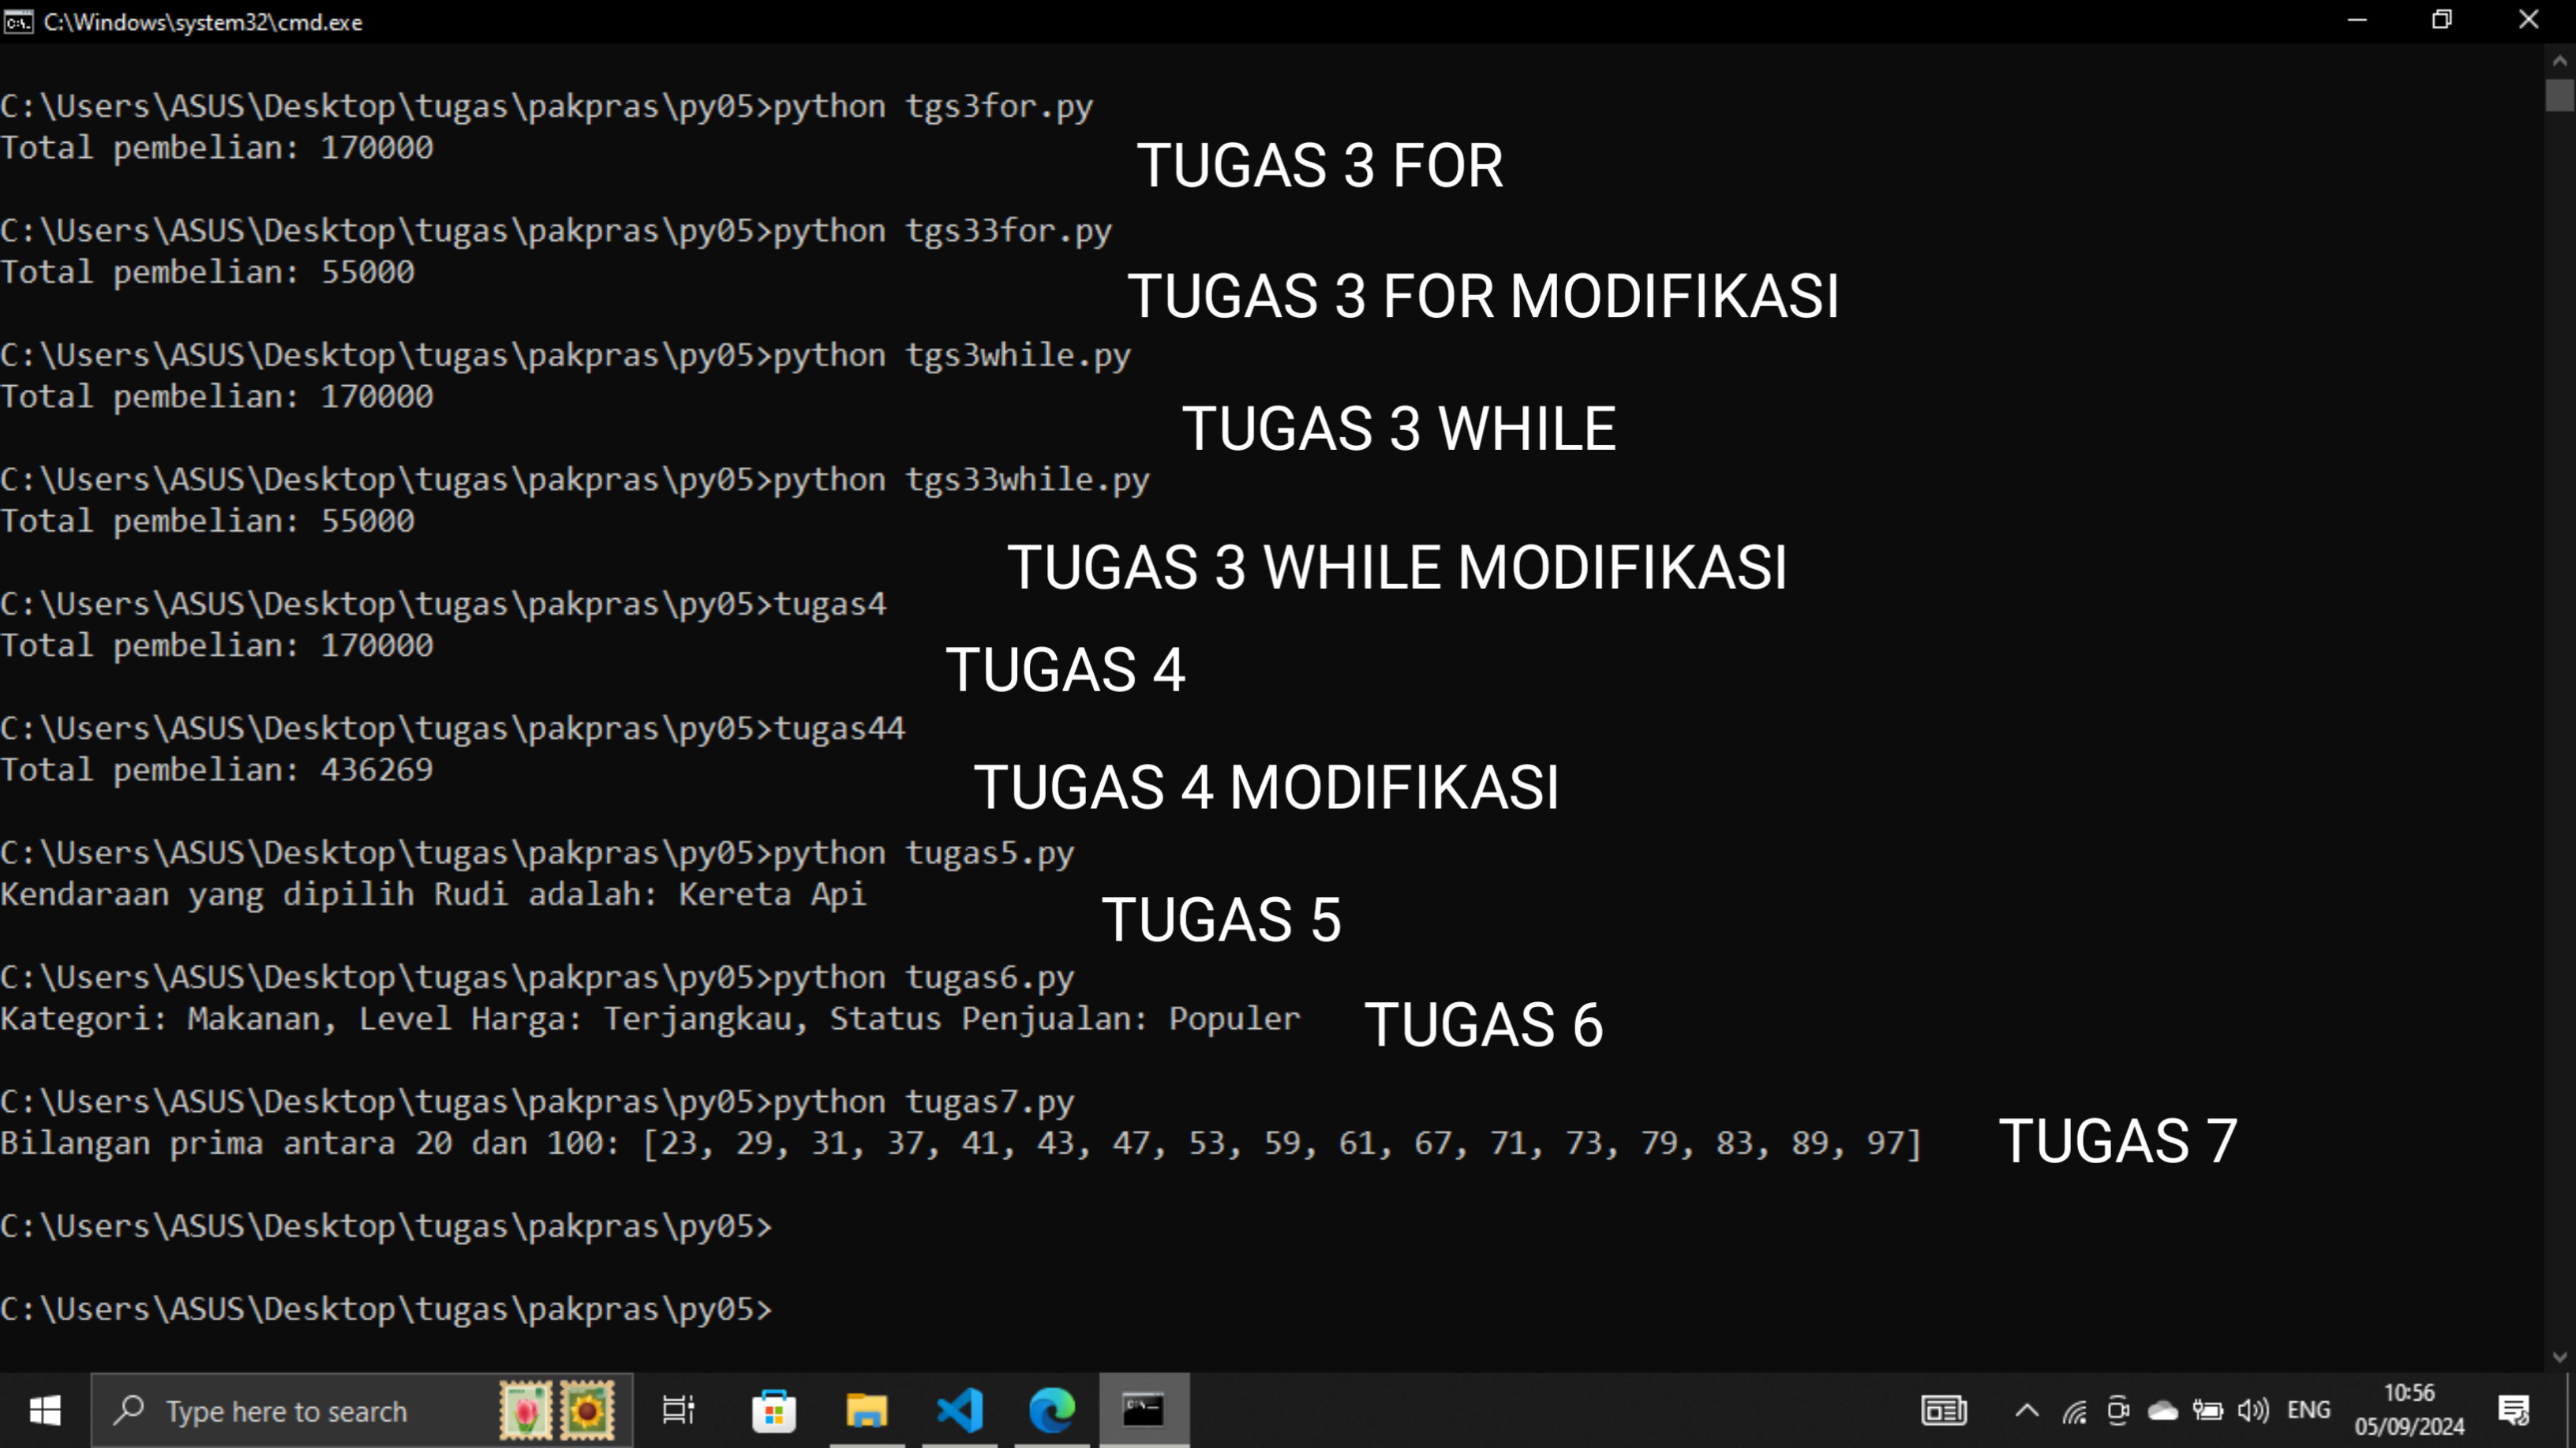 C:\Windows\system32\cmd.exe
C:\Users\ASUS\Desktop\tugas\pakpras\py05>python tgs3for.py
Total pembelian: 170000
TUGAS 3 FOR
C:\Users\ASUS\Desktop\tugas\pakpras\py05>python tgs33for.py
Total pembelian: 55000
TUGAS 3 FOR MODIFIKASI
C:\Users\ASUS\Desktop\tugas\pakpras\py05>python tgs3while.py
Total pembelian: 170000
TUGAS 3 WHILE
C:\Users\ASUS\Desktop\tugas\pakpras\py05>python tgs33while.py
Total pembelian: 55000
TUGAS 3 WHILE MODIFIKASI
C:\Users\ASUS\Desktop\tugas\pakpras\py05>tugas4
Total pembelian: 170000
TUGAS 4
C:\Users\ASUS\Desktop\tugas\pakpras\py05>tugas44
Total pembelian: 436269
TUGAS 4 MODIFIKASI
C:\Users\ASUS\Desktop\tugas\pakpras\py05>python tugas5.py
Kendaraan yang dipilih Rudi adalah: Kereta Api
TUGAS 5
C:\Users\ASUS\Desktop\tugas\pakpras\py05>python tugas6.py
Kategori: Makanan, Level Harga: Terjangkau, Status Penjualan: Populer
TUGAS 6
C:\Users\ASUS\Desktop\tugas\pakpras\py05>python tugas7.py
Bilangan prima antara 20 dan 100: [23, 29, 31, 37, 41, 43, 47, 53, 59, 61, 67, 71, 73, 79, 83, 89, 97]
TUGAS 7
C:\Users\ASUS\Desktop\tugas\pakpras\py05>
C:\Users\ASUS\Desktop\tugas\pakpras\py05>
Type here to search
ENG
10:56
05/09/2024